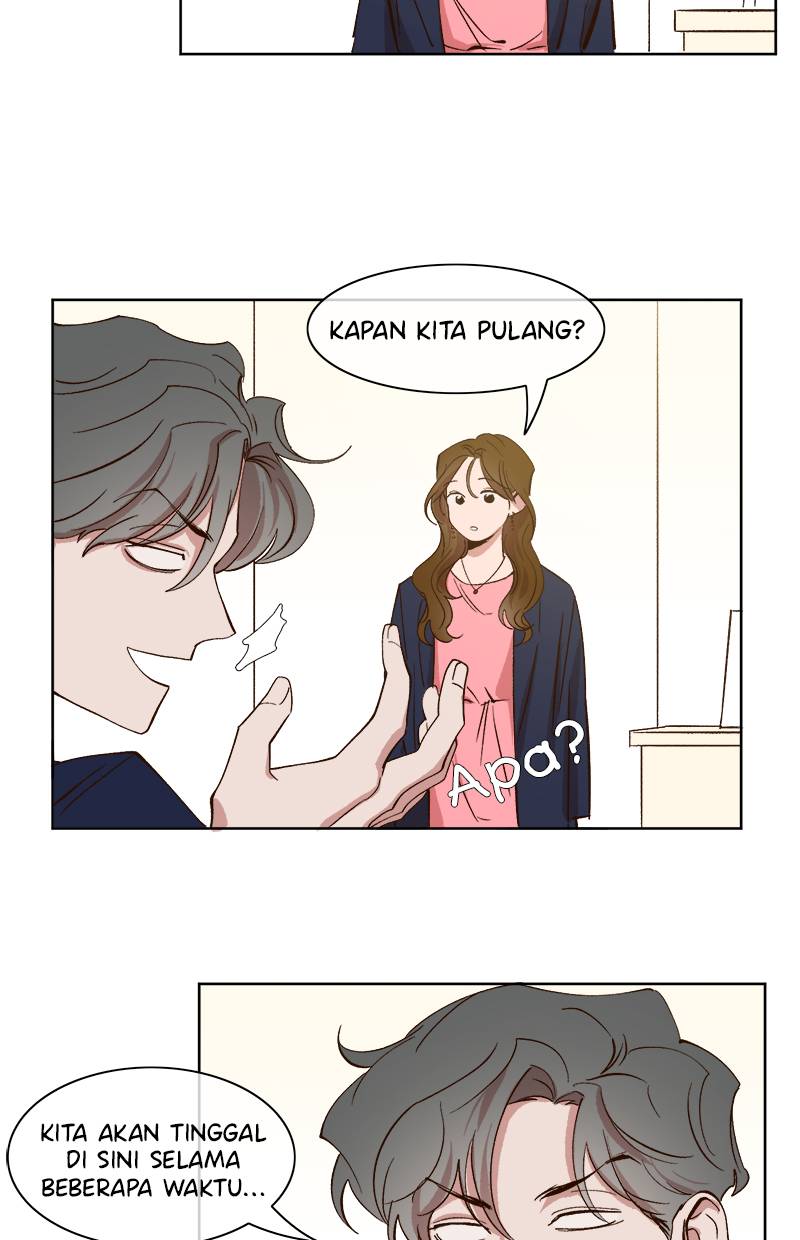 KAPAN KITA PULANG?
Apa?
KITA AKAN TINGGAL
DI SINI SELAMA
BEBERAPA WAKTU...